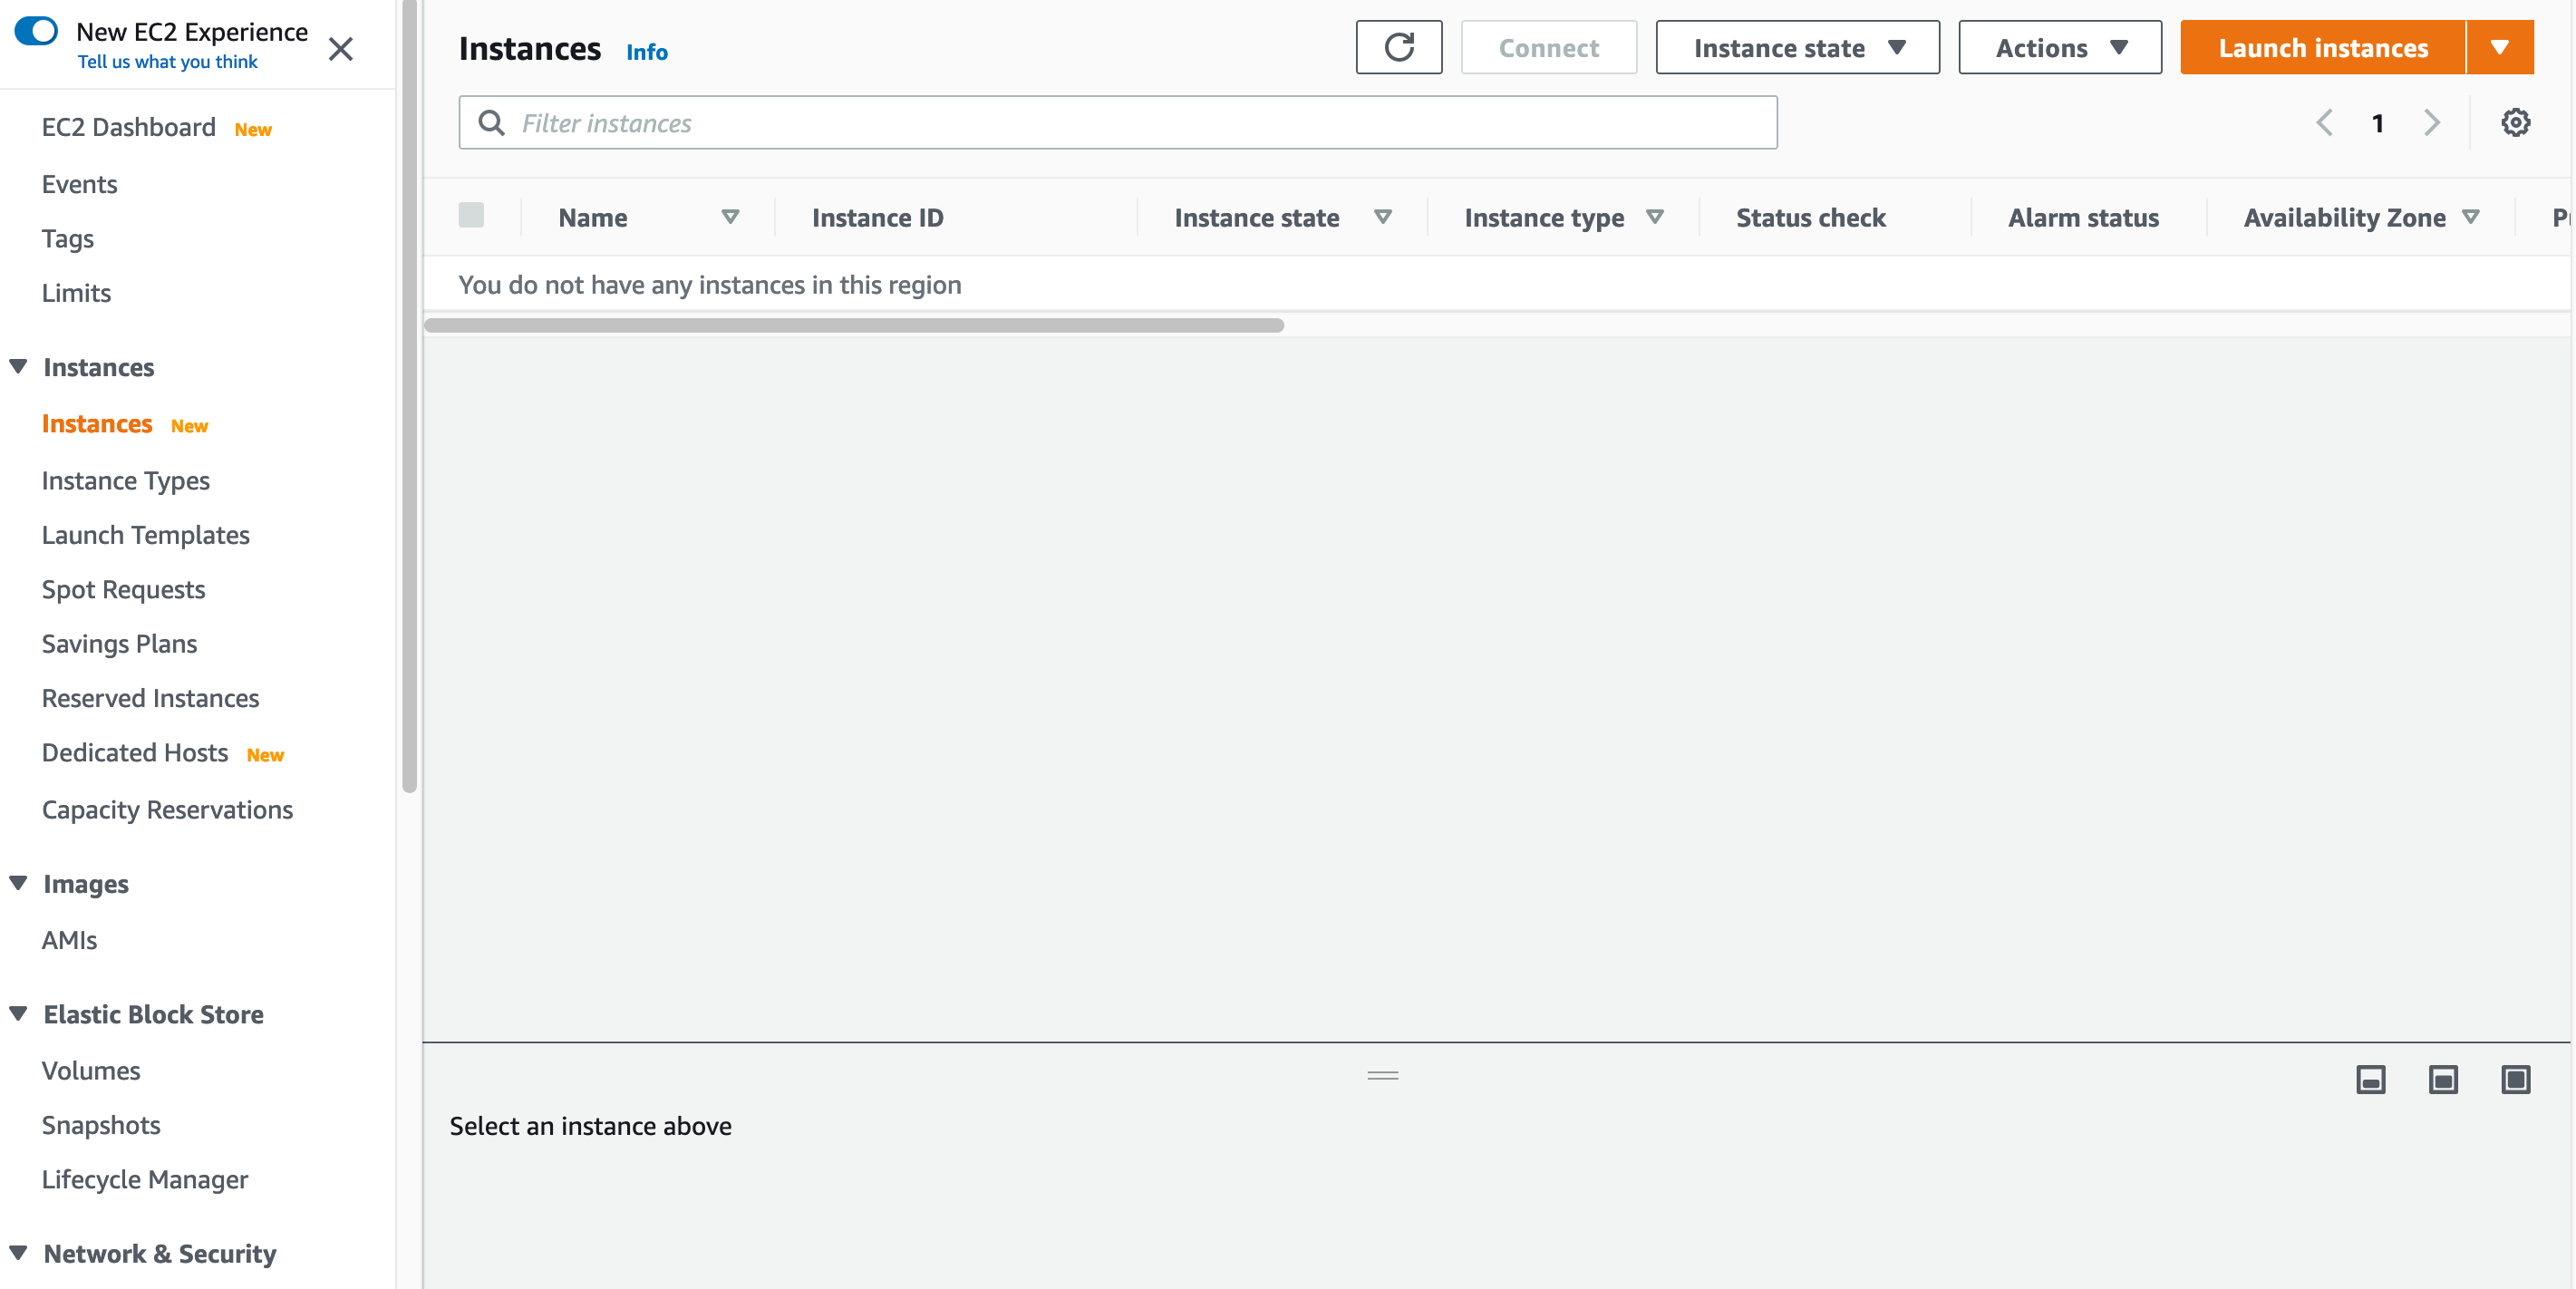 New EC2 Experience
Tell us what you think
EC2 Dashboard New
Events
Tags
Limits
Instances
Instances New
Instance Types
Launch Templates
Spot Requests
Savings Plans
Reserved Instances
Dedicated Hosts New
Capacity Reservations
Images
AMIs
Elastic Block Store
Volumes
Snapshots
Lifecycle Manager
Network & Security
Instances Info
Connect
Instance state
Actions
Launch instances
Filter instances
1
Name Instance ID Instance state Instance type Status check Alarm status Availability Zone
You do not have any instances in this region
Select an instance above